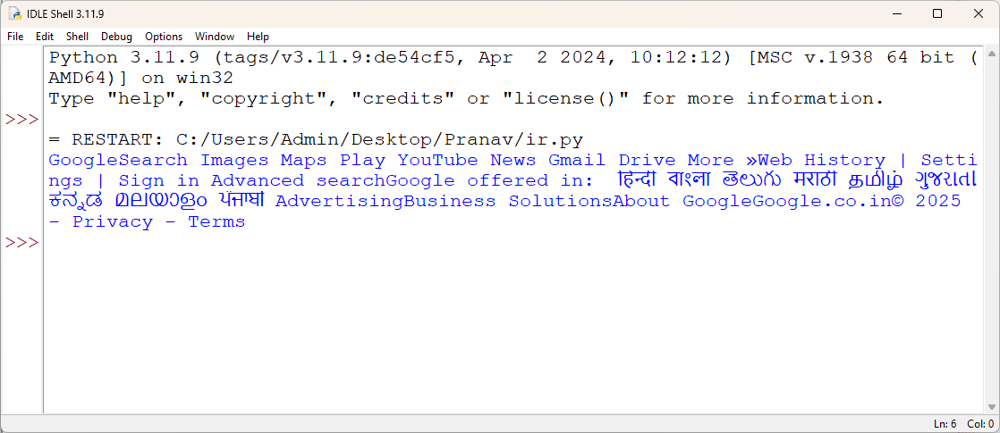 IDLE Shell 3.11.9
File Edit Shell Debug Options Window Help
Python 3.11.9 (tags/v3.11.9:de54cf5, Apr  2 2024, 10:12:12) [MSC v.1938 64 bit (
AMD64)] on win32
Type "help", "copyright", "credits" or "license()" for more information.
>>>
= RESTART: C:/Users/Admin/Desktop/Pranav/ir.py
GoogleSearch Images Maps Play YouTube News Gmail Drive More »Web History | Setti
ngs | Sign in Advanced searchGoogle offered in:  हिन्दी বাংলা తెలుగు मराठी தமிழ் ગુજરાતી
ಕನ್ನಡ മലയാളം ਪੰਜਾਬੀ AdvertisingBusiness SolutionsAbout GoogleGoogle.co.in© 2025
- Privacy - Terms
>>>
Ln: 6 Col: 0